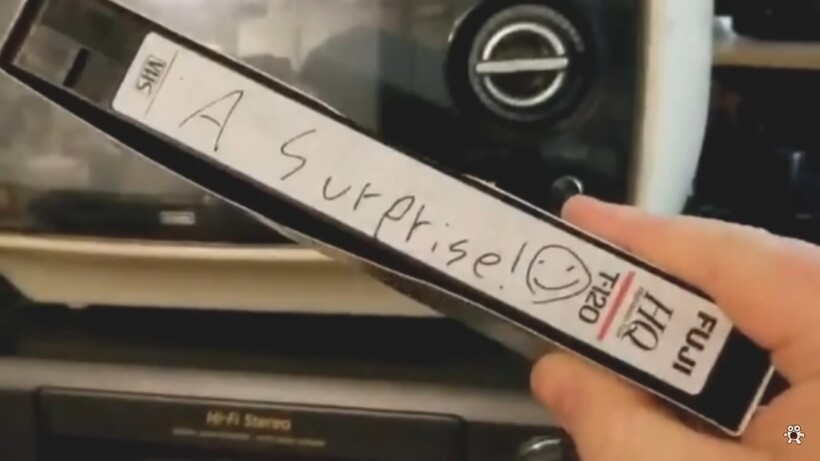 VHS
A Surprise!
T-120
HQ
FUJI
Hi-Fi Stereo